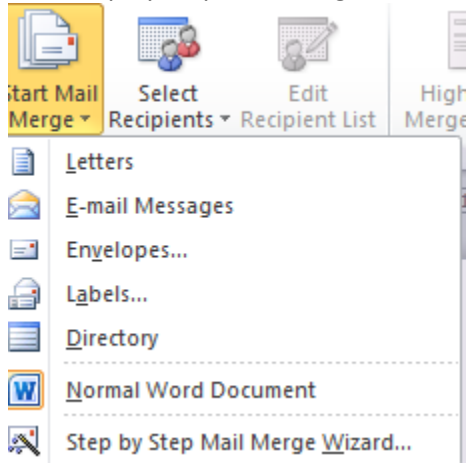 Start Mail Select Edit High
Merge Recipients Recipient List Merge
Letters
E-mail Messages
Envelopes...
Labels...
Directory
Normal Word Document
Step by Step Mail Merge Wizard...